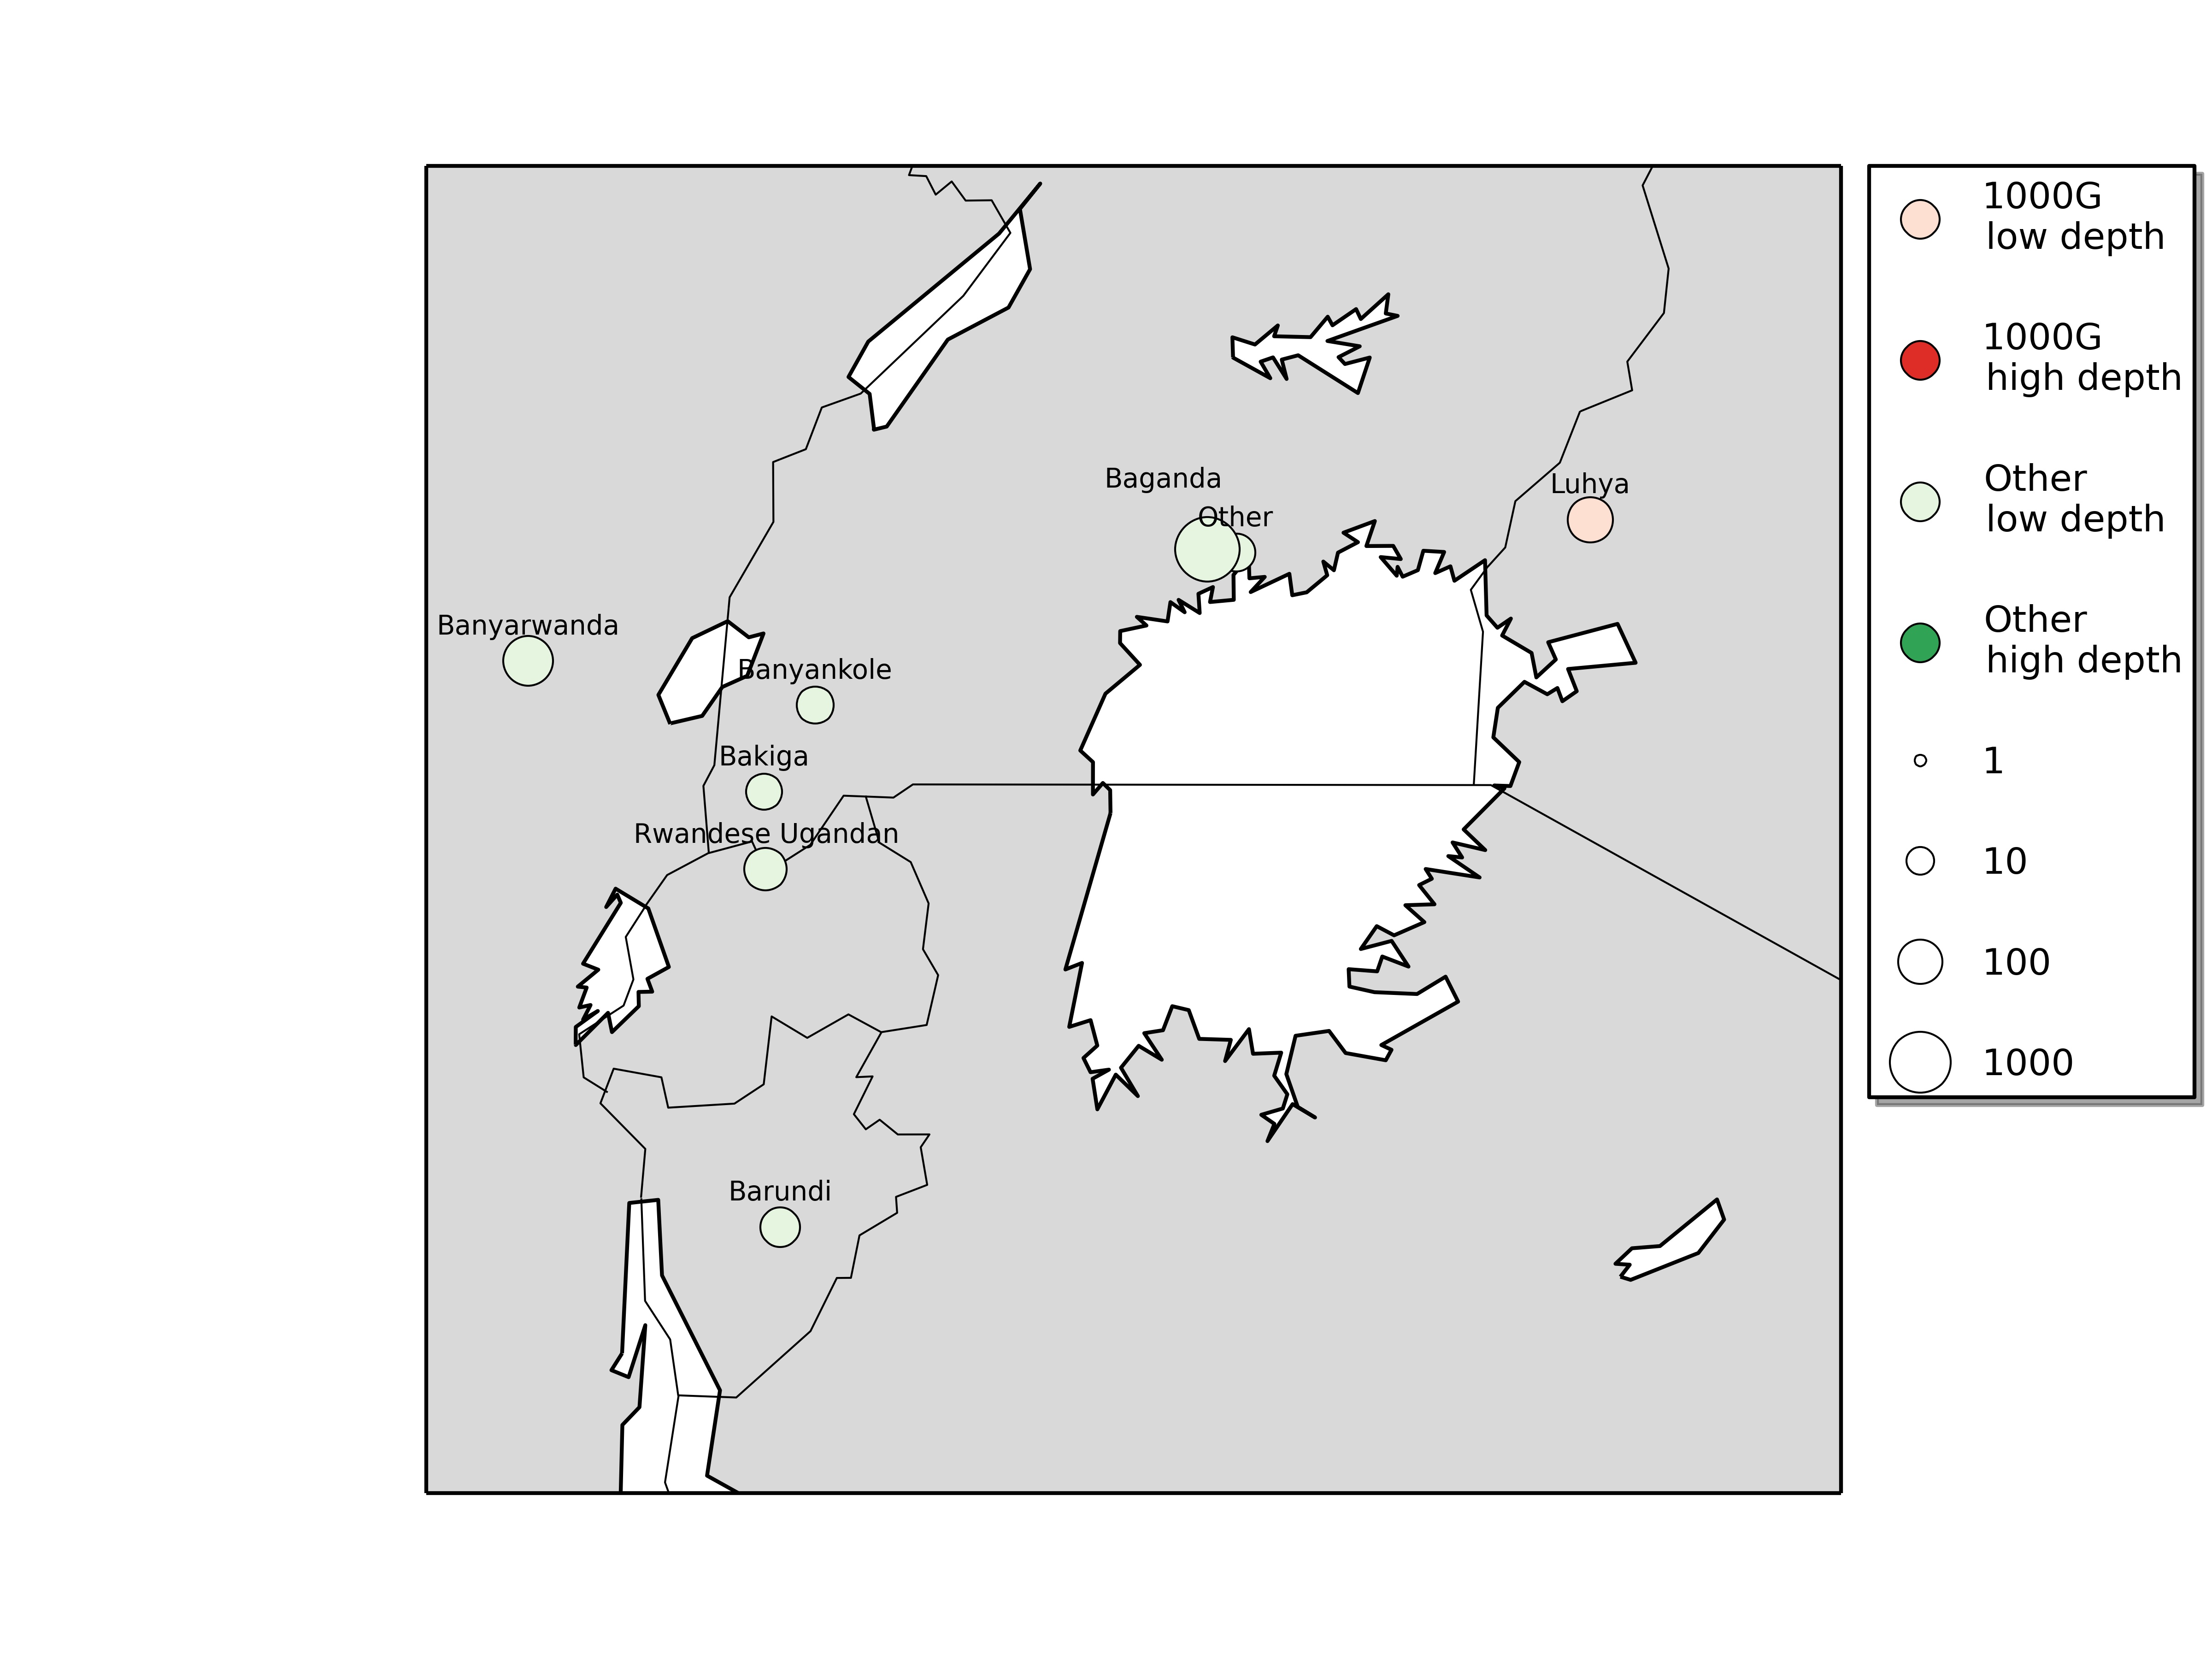 Baganda
Luhya
Other
Banyarwanda
Banyankole
Bakiga
Rwandese Ugandan
Barundi
1000G
low depth
1000G
high depth
Other
low depth
Other
high depth
1
10
100
1000